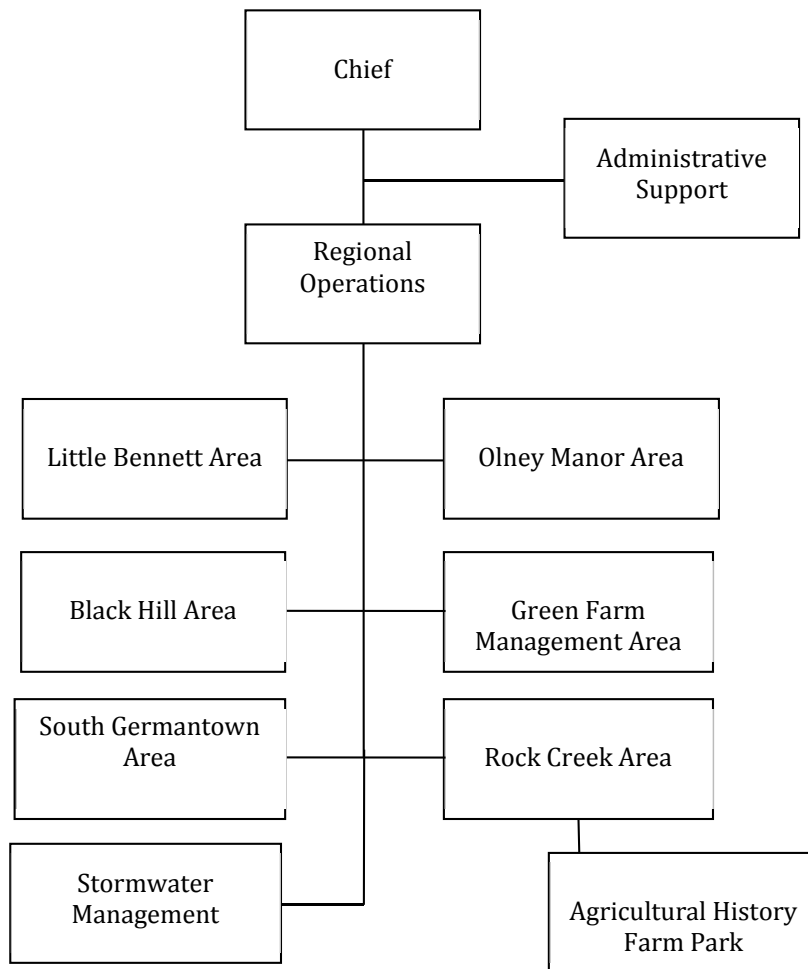 Chief
Administrative
Support
Regional
Operations
Little Bennett Area
Olney Manor Area
Black Hill Area
Green Farm
Management Area
South Germantown
Area
Rock Creek Area
Stormwater
Management
Agricultural History
Farm Park